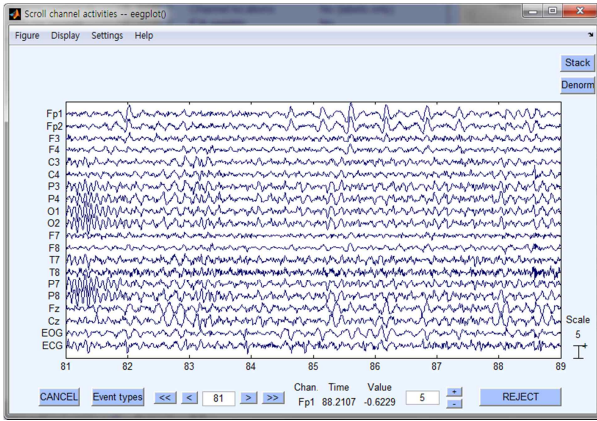 Scroll channel activities -- eegplot()
Figure Display Settings Help
Stack
Denorm
Fp1
Fp2
F3
F4
C3
C4
P3
P4
O1
O2
F7
F8
T7
T8
P7
P8
Fz
Cz
EOG
ECG
Scale
5
+
81 82 83 84 85 86 87 88 89
Chan. Time Value
CANCEL Event types << < 81 > >> Fp1 88.2107 -0.6229 5 + - REJECT